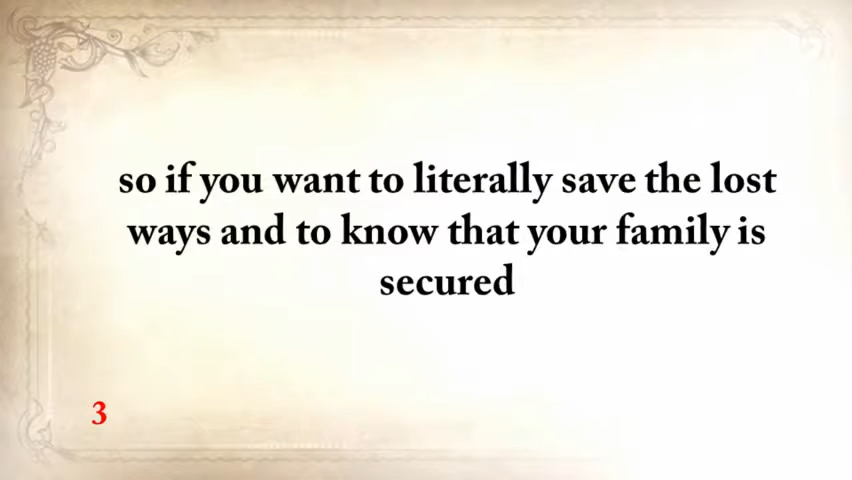 so if you want to literally save the lost
ways and to know that your family is
secured
3